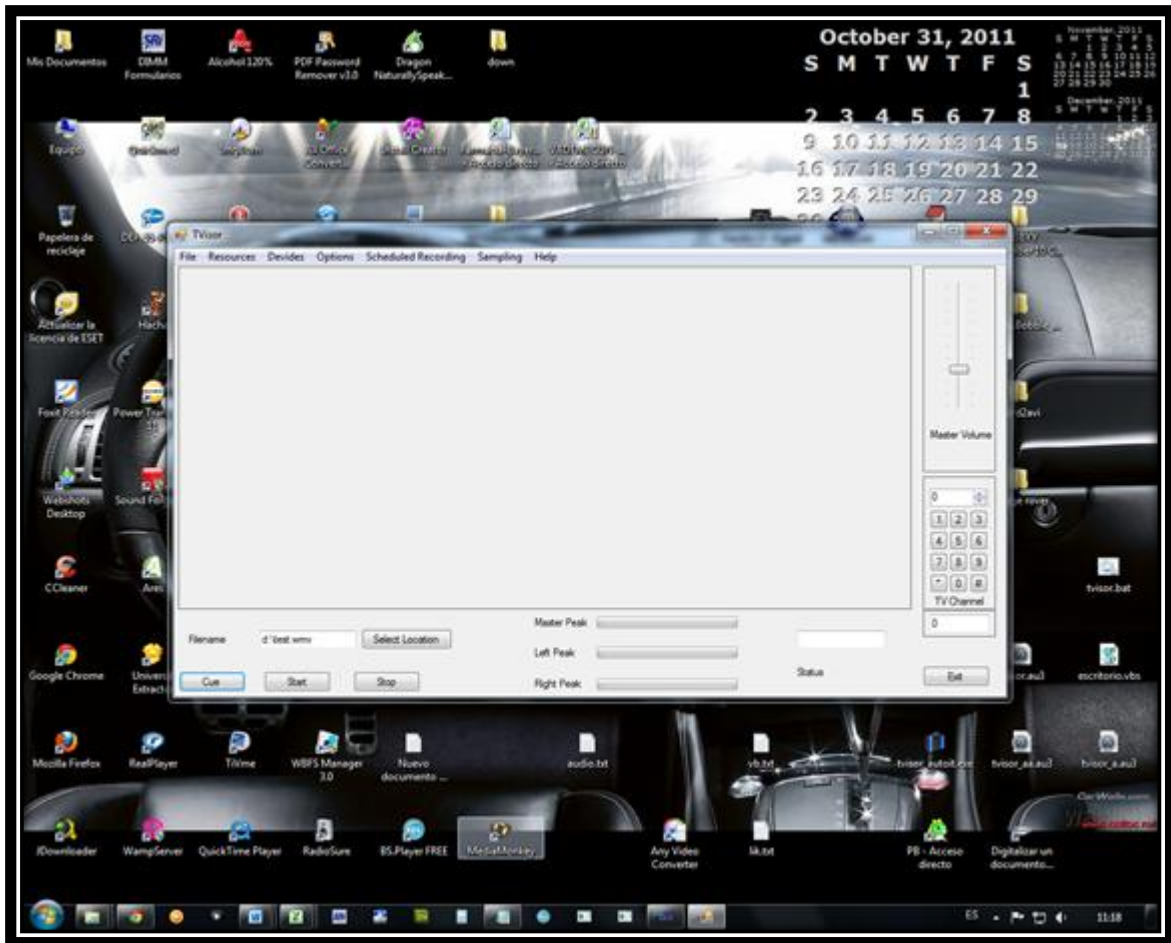 October 31, 2011
November, 2011
S M T W T F S
Mis Documentos
DIMM Formularios
Alcohol 120%
PDF Password Remover v3.0
Dragon NaturallySpeak...
down
1
December, 2011
2 3 4 5 6 7 8
Equipo
9 10 11 12 13 14 15
16 17 18 19 20 21 22
23 24 25 26 27 28 29
Papelera de reciclaje
TVisor
File Resources Devides Options Scheduled Recording Sampling Help
Actualizar la licencia de ESET
Foxit Reader
Master Volume
0
1 2 3
4 5 6
7 8 9
* 0 #
TV Channel
0
Webshots Desktop
CCleaner
Ares
tvisor.bat
Filename
d:\test.wmv
Select Location
Master Peak
Left Peak
Right Peak
Status
Cue
Start
Stop
Exit
Google Chrome
escritorio.vbs
Mozilla Firefox
RealPlayer
TiVme
WBFS Manager 3.0
Nuevo documento ...
audio.txt
vb.txt
tvisor_a.au3
JDownloader
WampServer
QuickTime Player
RadioSure
BS.Player FREE
MediaMonkey
Any Video Converter
lik.txt
PB - Acceso directo
Digitalizar un documento...
ES
11:18